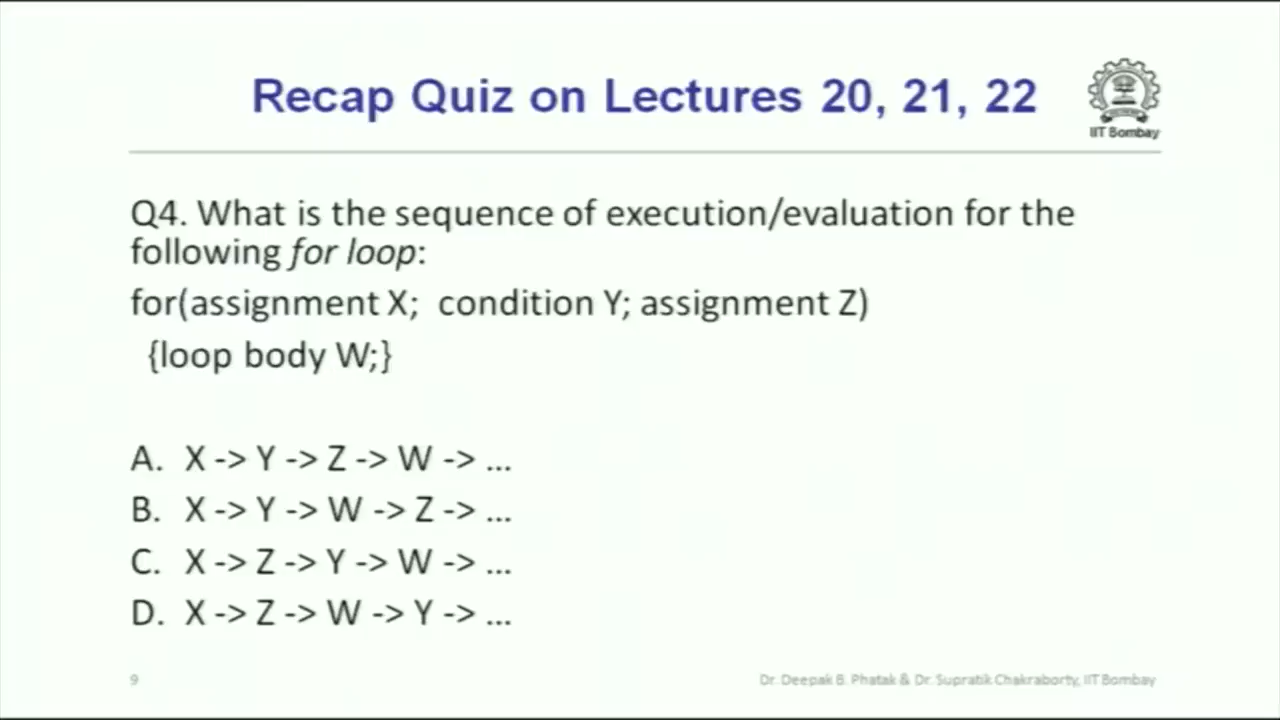 Recap Quiz on Lectures 20, 21, 22
IIT Bombay
Q4. What is the sequence of execution/evaluation for the
following for loop:
for(assignment X; condition Y; assignment Z)
{loop body W;}
A. X -> Y -> Z -> W -> ...
B. X -> Y -> W -> Z -> ...
C. X -> Z -> Y -> W -> ...
D. X -> Z -> W -> Y -> ...
9
Dr. Deepak B. Phatak & Dr. Supratik Chakraborty, IIT Bombay